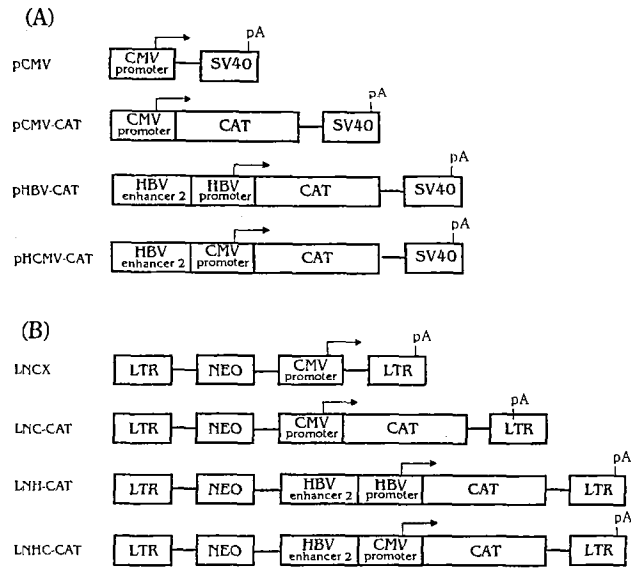 (A)
pA
pCMV
CMV
promoter
SV40
pA
pCMV-CAT
CMV
promoter
CAT
SV40
pA
pHBV-CAT
HBV
enhancer 2
HBV
promoter
CAT
SV40
pA
pHCMV-CAT
HBV
enhancer 2
CMV
promoter
CAT
SV40
(B)
pA
LNCX
LTR
NEO
CMV
promoter
LTR
pA
LNC-CAT
LTR
NEO
CMV
promoter
CAT
LTR
pA
LNH-CAT
LTR
NEO
HBV
enhancer 2
HBV
promoter
CAT
LTR
pA
LNHC-CAT
LTR
NEO
HBV
enhancer 2
CMV
promoter
CAT
LTR